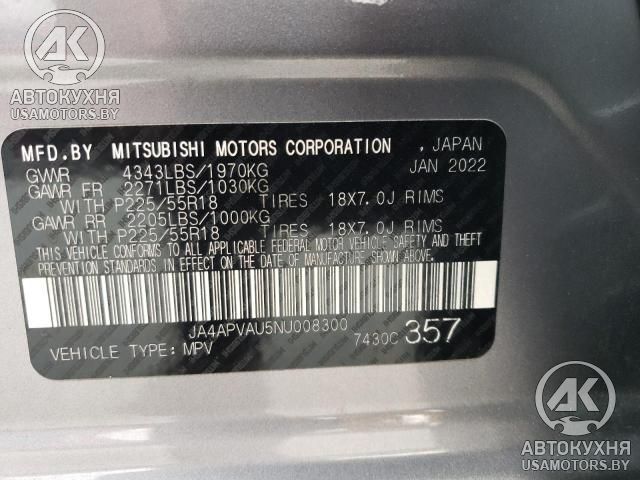 AK
АВТОКУХНЯ
USAMOTORS.BY
MFD.BY MITSUBISHI MOTORS CORPORATION , JAPAN
GVWR 4343LBS/1970KG JAN 2022
GAWR FR 2271LBS/1030KG
WITH P225/55R18 TIRES 18X7.0J RIMS
GAWR RR 2205LBS/1000KG
WITH P225/55R18 TIRES 18X7.0J RIMS
THIS VEHICLE CONFORMS TO ALL APPLICABLE FEDERAL MOTOR VEHICLE SAFETY AND THEFT
PREVENTION STANDARDS IN EFFECT ON THE DATE OF MANUFACTURE SHOWN ABOVE.
JA4APVAU5NU008300
VEHICLE TYPE: MPV 7430C 357
AK
АВТОКУХНЯ
USAMOTORS.BY